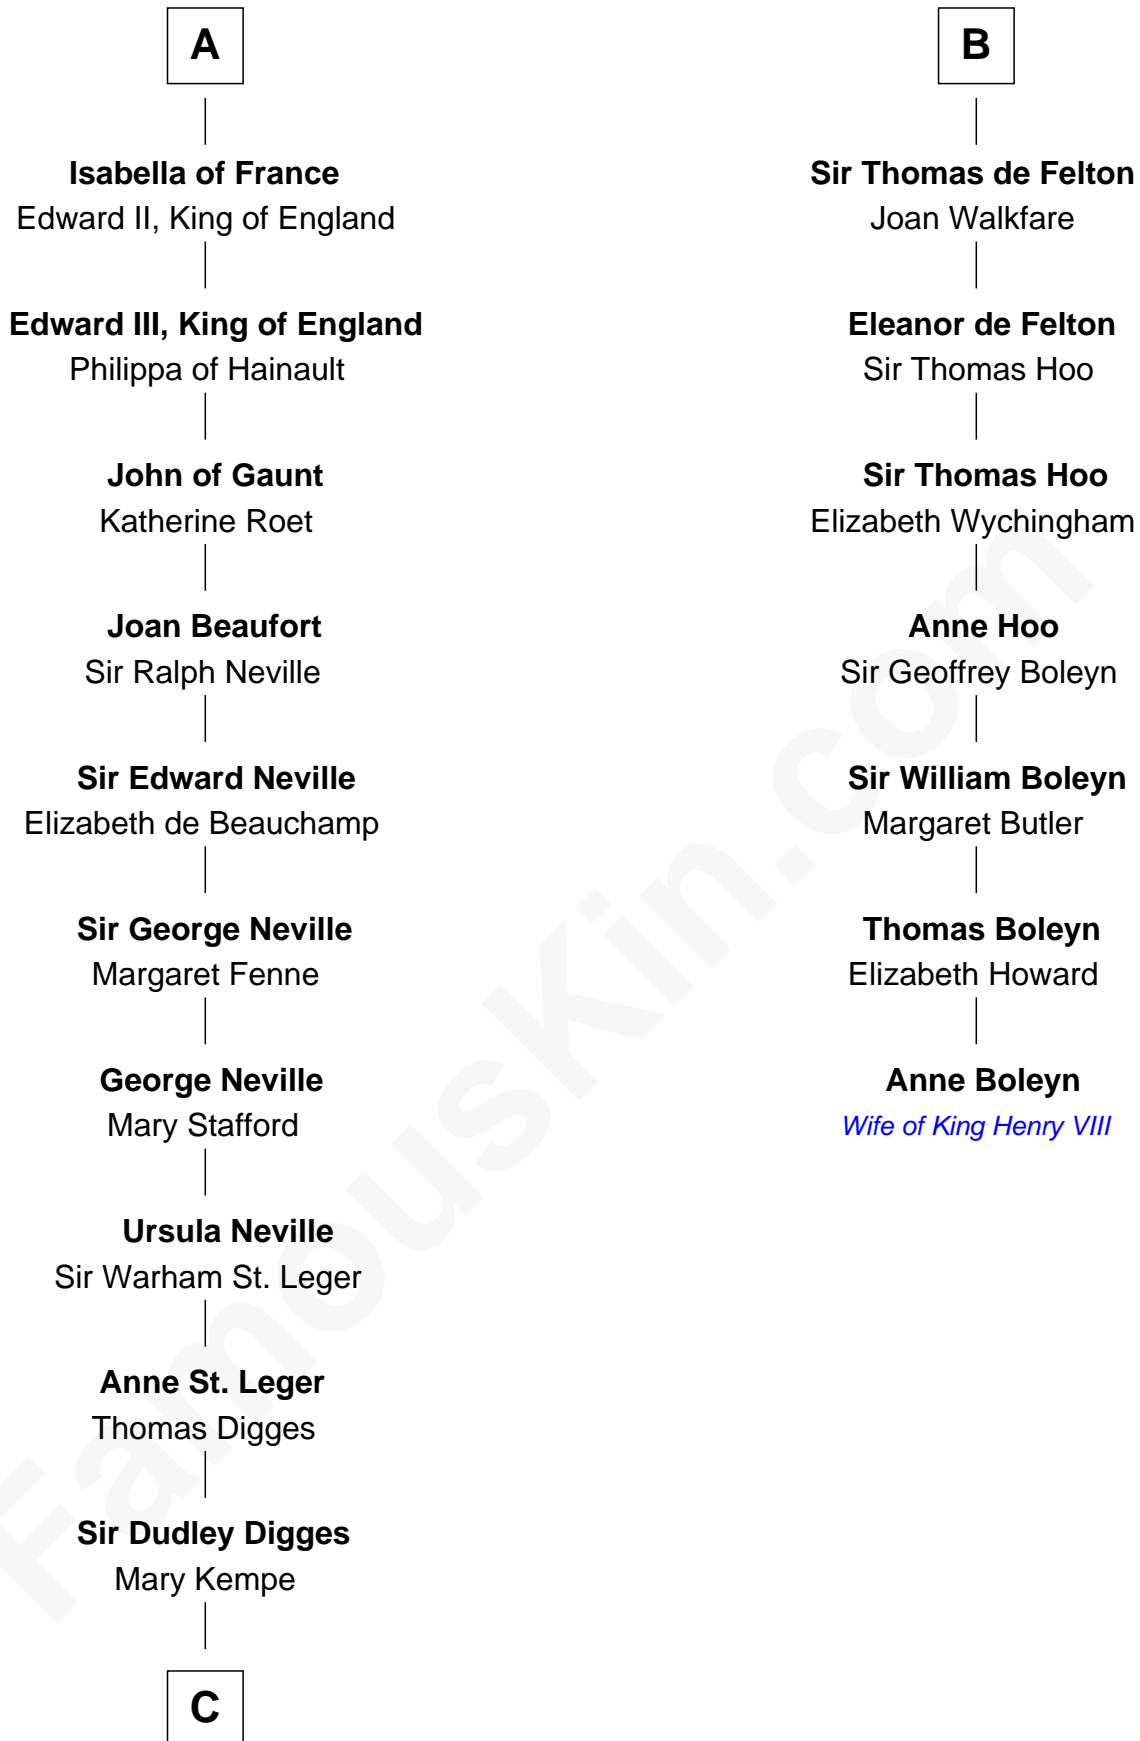 A
Isabella of France
Edward II, King of England
Edward III, King of England
Philippa of Hainault
John of Gaunt
Katherine Roet
Joan Beaufort
Sir Ralph Neville
Sir Edward Neville
Elizabeth de Beauchamp
Sir George Neville
Margaret Fenne
George Neville
Mary Stafford
Ursula Neville
Sir Warham St. Leger
Anne St. Leger
Thomas Digges
Sir Dudley Digges
Mary Kempe
C
B
Sir Thomas de Felton
Joan Walkfare
Eleanor de Felton
Sir Thomas Hoo
Sir Thomas Hoo
Elizabeth Wychingham
Anne Hoo
Sir Geoffrey Boleyn
Sir William Boleyn
Margaret Butler
Thomas Boleyn
Elizabeth Howard
Anne Boleyn
Wife of King Henry VIII
FamousKin.com